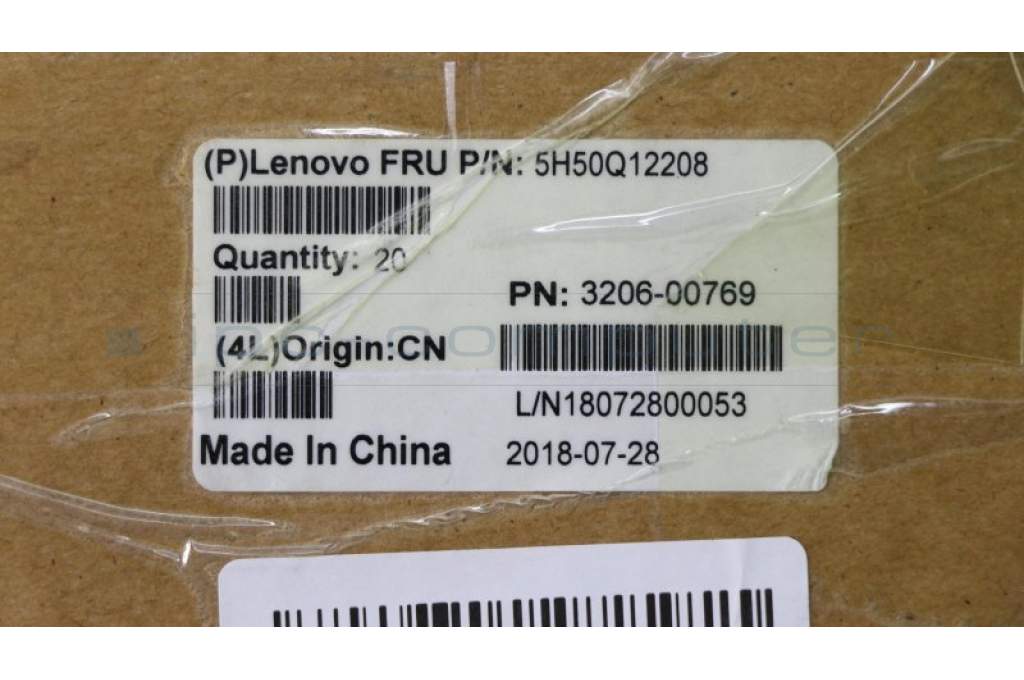 (P)Lenovo FRU P/N: 5H50Q12208
Quantity: 20
PN: 3206-00769
(4L)Origin:CN
L/N18072800053
Made In China
2018-07-28